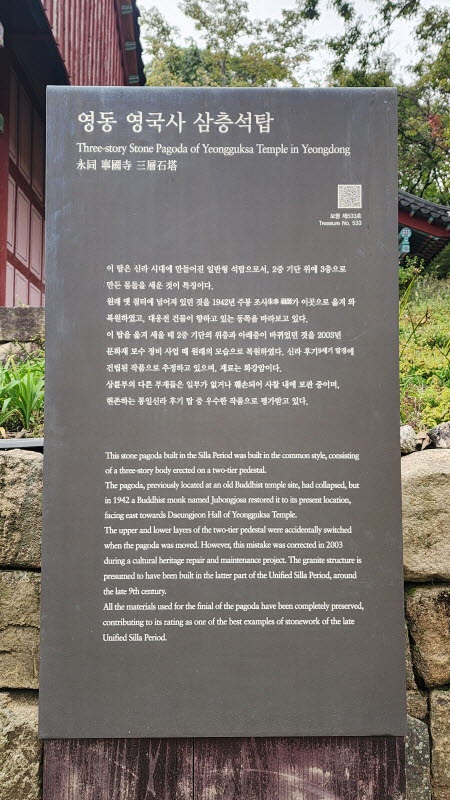 영동 영국사 삼층석탑
Three-story Stone Pagoda of Yeongguksa Temple in Yeongdong
永同 寧國寺 三層石塔
보물 제533호
Treasure No. 533
이 탑은 신라 시대에 만들어진 일반형 석탑으로서, 2중 기단 위에 3층으로
만든 몸돌을 세운 것이 특징이다.
원래 옛 절터에 넘어져 있던 것을 1942년 주봉 조사 가 이곳으로 옮겨 와
복원하였고, 대웅전 건물이 향하고 있는 동쪽을 바라보고 있다.
이 탑을 옮겨 세울 때 2중 기단의 위층과 아래층이 바뀌었던 것을 2003년
문화재 보수 정비 사업 때 원래의 모습으로 복원하였다. 신라 후기9세기 말경에
건립된 작품으로 추정하고 있으며, 재료는 화강암이다.
상륜부의 다른 부재들은 일부가 없거나 훼손되어 사찰 내에 보관 중이며,
현존하는 통일신라 후기 탑 중 우수한 작품으로 평가받고 있다.
This stone pagoda built in the Silla Period was built in the common style, consisting
of a three-story body erected on a two-tier pedestal.
The pagoda, previously located at an old Buddhist temple site, had collapsed, but
in 1942 a Buddhist monk named Jubongjosa restored it to its present location,
facing east towards Daeungjeon Hall of Yeongguksa Temple.
The upper and lower layers of the two-tier pedestal were accidentally switched
when the pagoda was moved. However, this mistake was corrected in 2003
during a cultural heritage repair and maintenance project. The granite structure is
presumed to have been built in the latter part of the Unified Silla Period, around
the late 9th century.
All the materials used for the finial of the pagoda have been completely preserved,
contributing to its rating as one of the best examples of stonework of the late
Unified Silla Period.